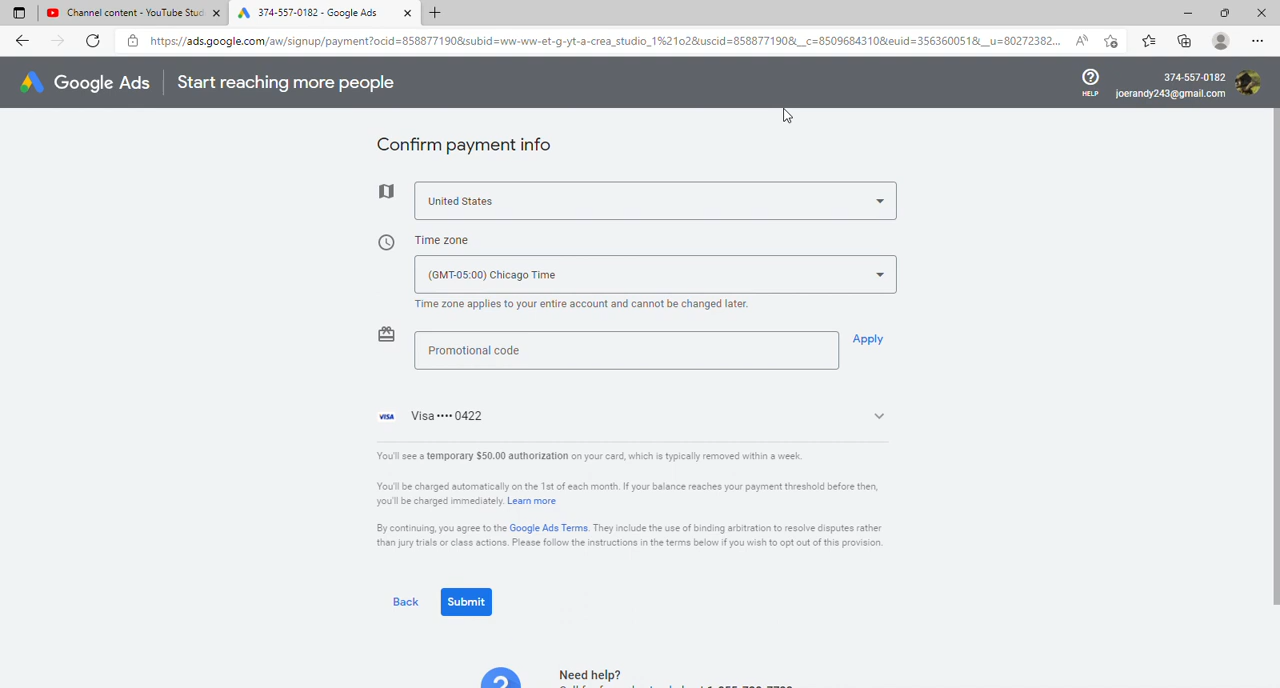 Channel content - YouTube Stud
374-557-0182 - Google Ads
https://ads.google.com/aw/signup/payment?ocid=858877190&subid=ww-ww-et-g-yt-a-crea_studio_1%21o2&uscid=858877190&__c=8509684310&euid=356360051&__u=80272382...
Google Ads
Start reaching more people
HELP
374-557-0182
joerandy243@gmail.com
Confirm payment info
United States
Time zone
(GMT-05:00) Chicago Time
Time zone applies to your entire account and cannot be changed later.
Promotional code
Apply
VISA
Visa •••• 0422
You'll see a temporary $50.00 authorization on your card, which is typically removed within a week.
You'll be charged automatically on the 1st of each month. If your balance reaches your payment threshold before then,
you'll be charged immediately. Learn more
By continuing, you agree to the Google Ads Terms. They include the use of binding arbitration to resolve disputes rather
than jury trials or class actions. Please follow the instructions in the terms below if you wish to opt out of this provision.
Back
Submit
Need help?